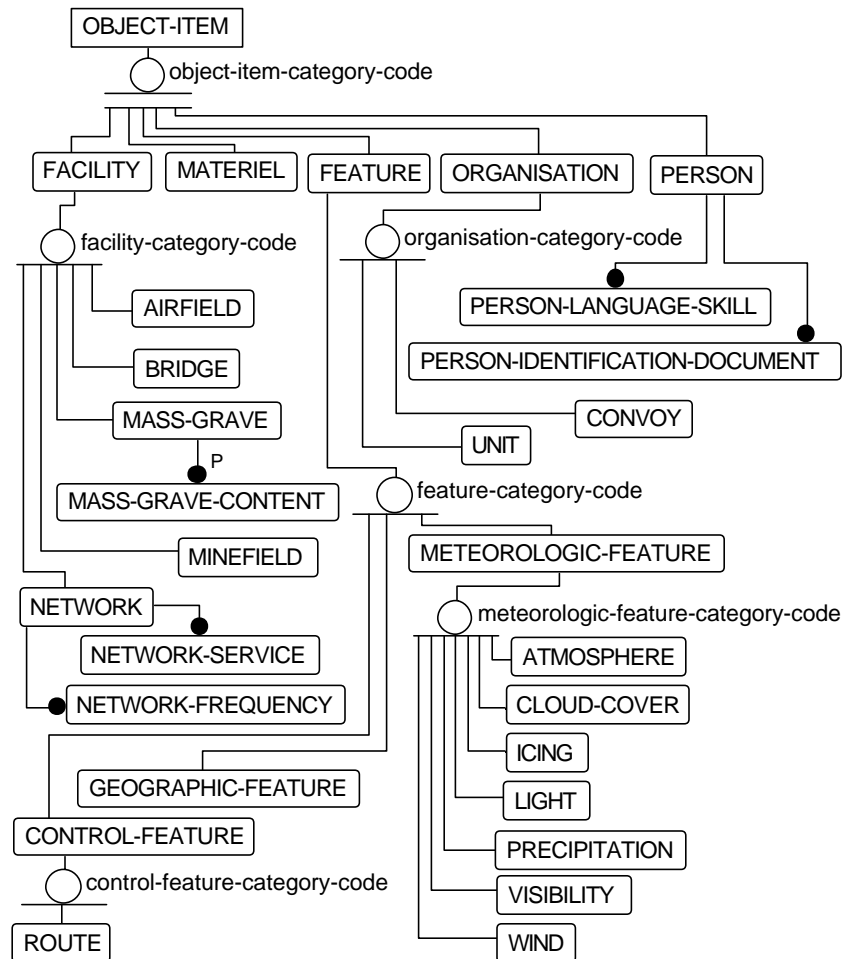 OBJECT-ITEM
object-item-category-code
FACILITY
MATERIEL
FEATURE
ORGANISATION
PERSON
facility-category-code
organisation-category-code
AIRFIELD
PERSON-LANGUAGE-SKILL
PERSON-IDENTIFICATION-DOCUMENT
BRIDGE
MASS-GRAVE
CONVOY
UNIT
P
MASS-GRAVE-CONTENT
feature-category-code
MINEFIELD
METEOROLOGIC-FEATURE
NETWORK
meteorologic-feature-category-code
NETWORK-SERVICE
ATMOSPHERE
NETWORK-FREQUENCY
CLOUD-COVER
ICING
GEOGRAPHIC-FEATURE
LIGHT
CONTROL-FEATURE
PRECIPITATION
control-feature-category-code
VISIBILITY
ROUTE
WIND